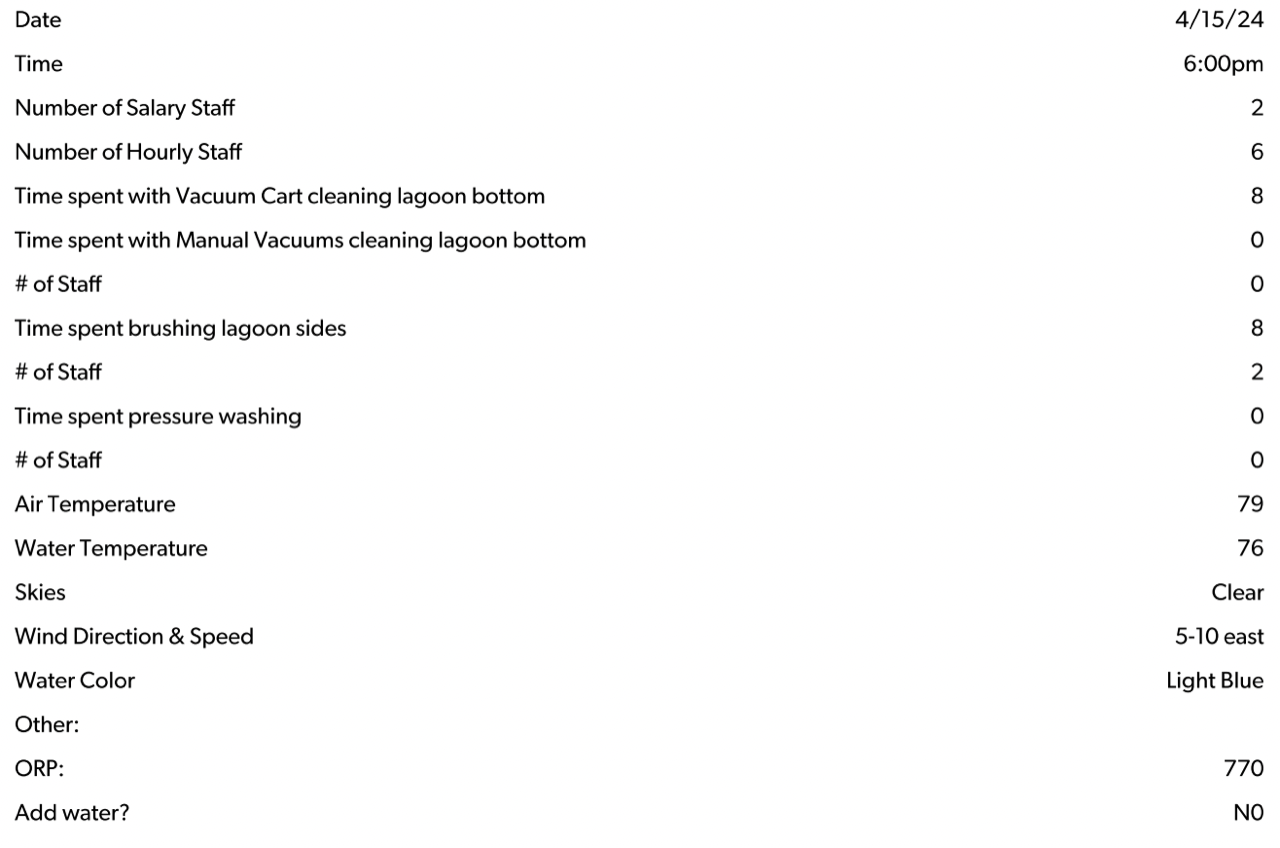 Date 4/15/24
Time 6:00pm
Number of Salary Staff 2
Number of Hourly Staff 6
Time spent with Vacuum Cart cleaning lagoon bottom 8
Time spent with Manual Vacuums cleaning lagoon bottom 0
# of Staff 0
Time spent brushing lagoon sides 8
# of Staff 2
Time spent pressure washing 0
# of Staff 0
Air Temperature 79
Water Temperature 76
Skies Clear
Wind Direction & Speed 5-10 east
Water Color Light Blue
Other:
ORP: 770
Add water? N0